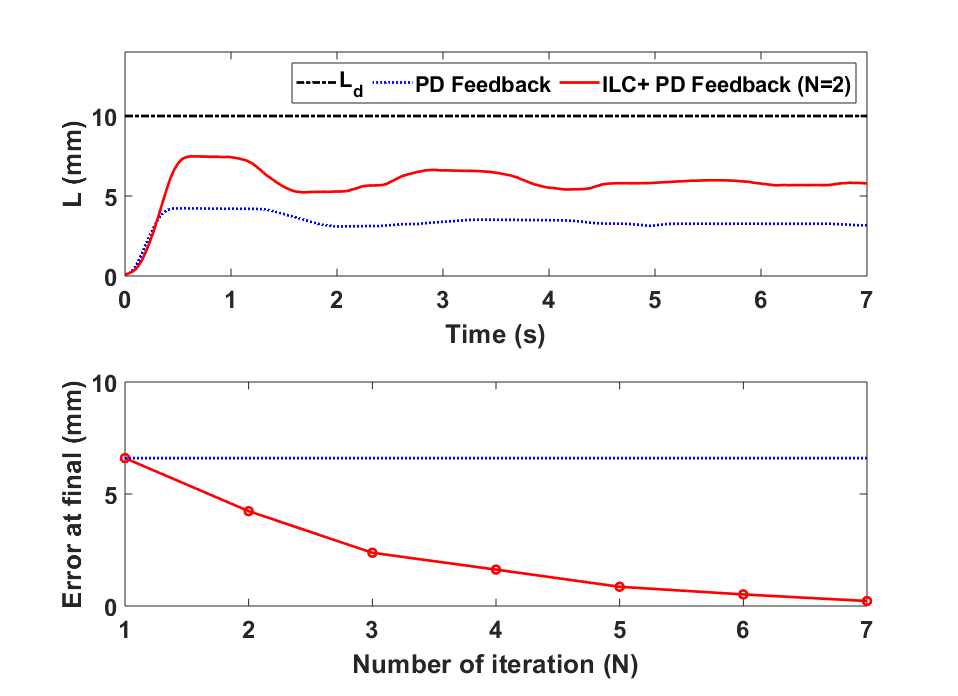 L_d PD Feedback ILC+ PD Feedback (N=2)
10
5
0
L (mm)
0 1 2 3 4 5 6 7
Time (s)
10
5
0
Error at final (mm)
1 2 3 4 5 6 7
Number of iteration (N)